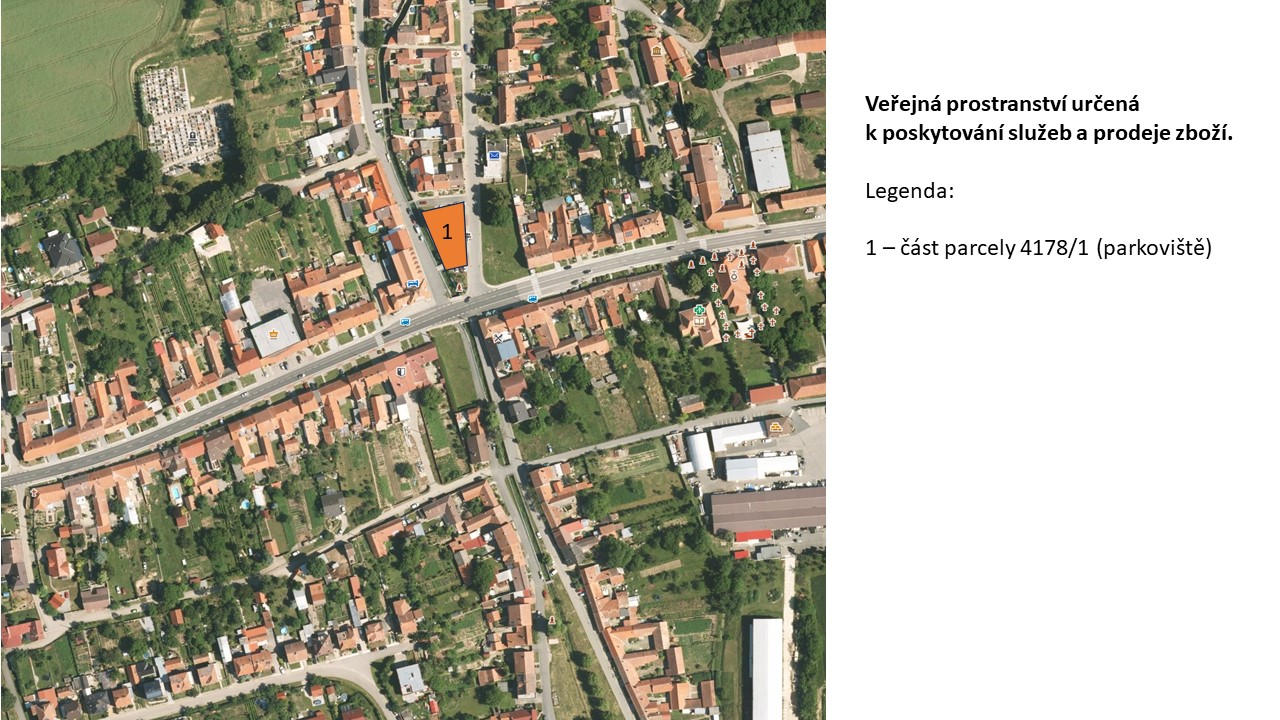 Veřejná prostranství určená
k poskytování služeb a prodeje zboží.
Legenda:
1 – část parcely 4178/1 (parkoviště)
1